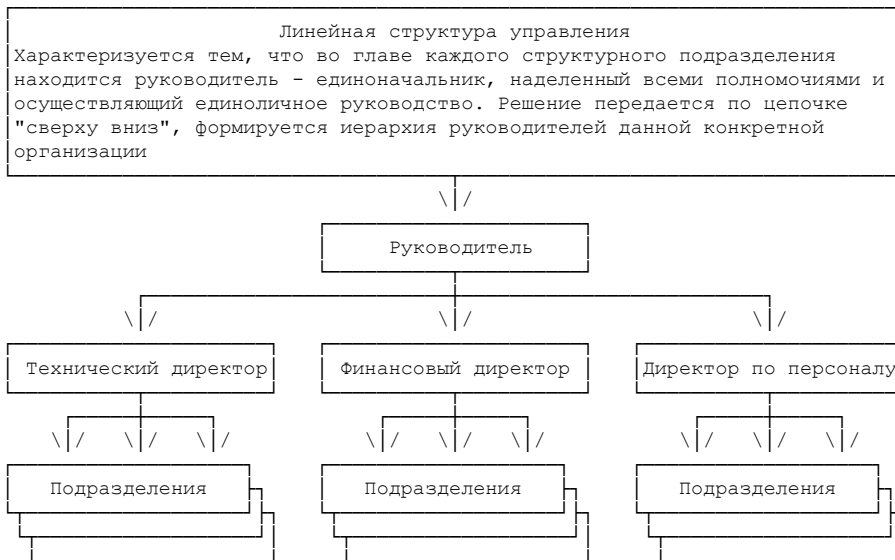 Линейная структура управления
Характеризуется тем, что во главе каждого структурного подразделения
находится руководитель - единоначальник, наделенный всеми полномочиями и
осуществляющий единоличное руководство. Решение передается по цепочке
"сверху вниз", формируется иерархия руководителей данной конкретной
организации
Руководитель
Технический директор Финансовый директор Директор по персоналу
Подразделения Подразделения Подразделения